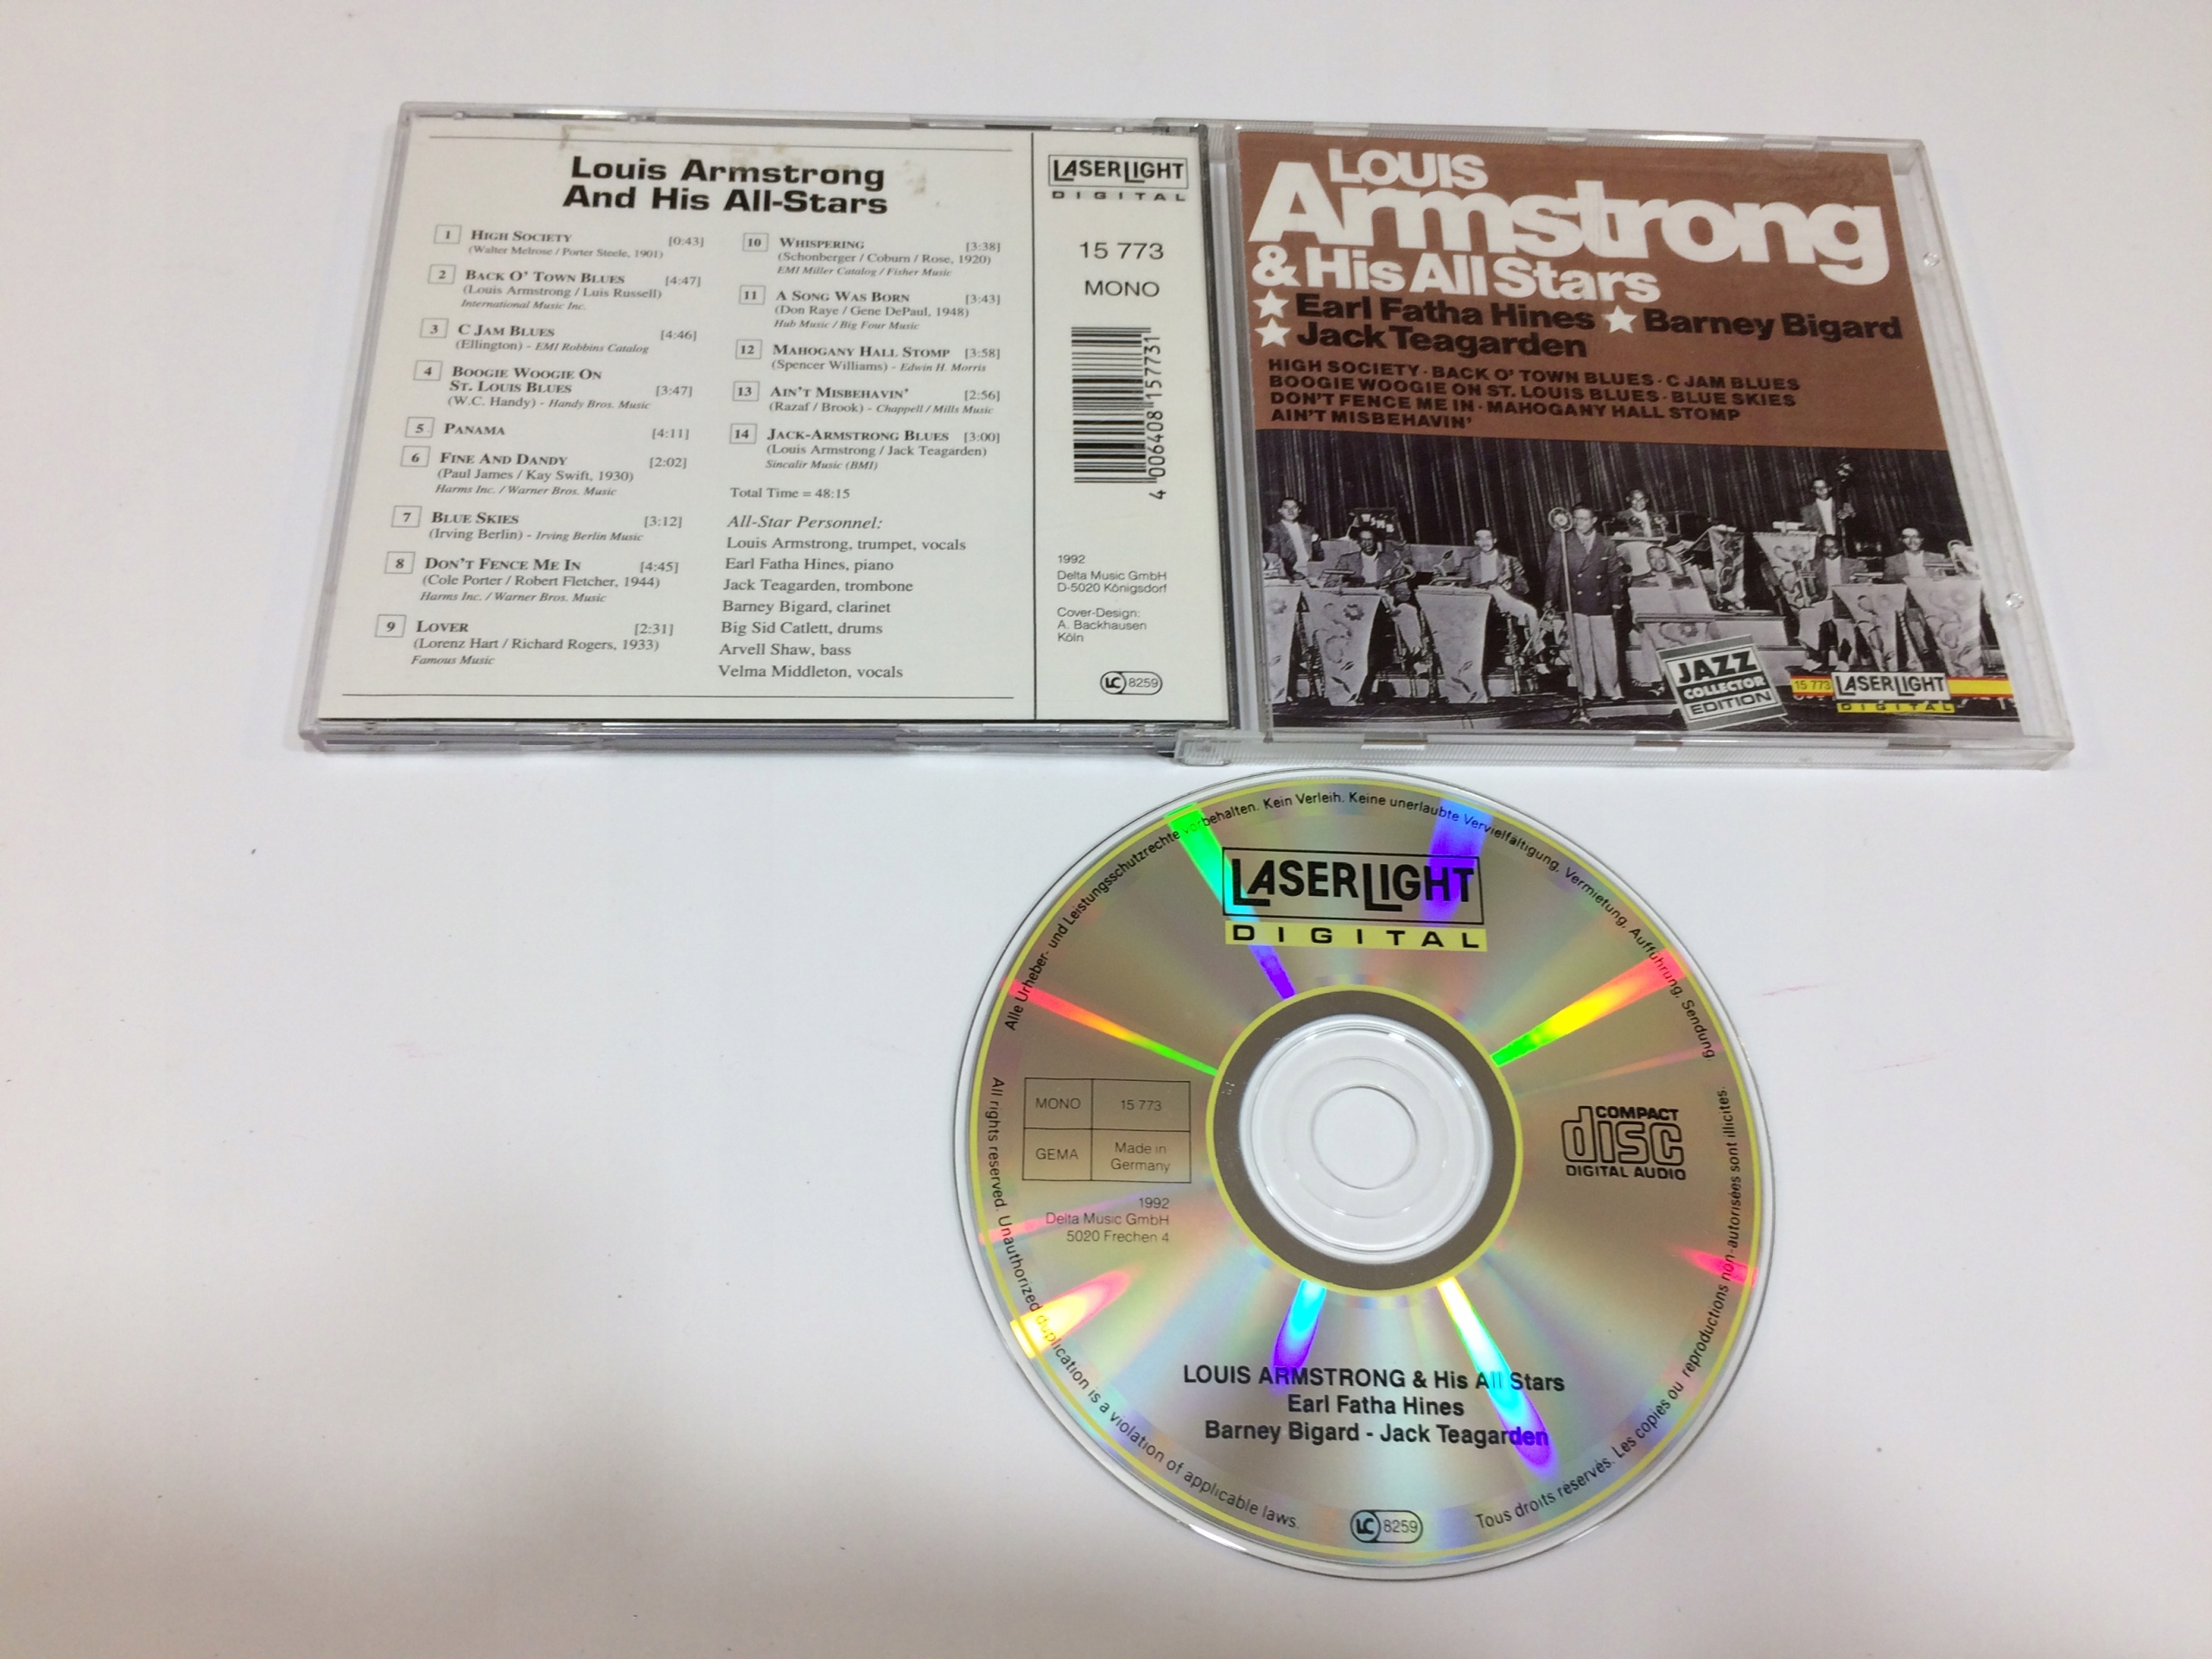 Louis Armstrong
And His All-Stars
1 HIGH SOCIETY [0:43]
(Walter Melrose / Porter Steele, 1901)
2 BACK O' TOWN BLUES [4:47]
(Louis Armstrong / Luis Russell)
International Music Inc.
3 C JAM BLUES [4:46]
(Ellington) - EMI Robbins Catalog
4 BOOGIE WOOGIE ON
ST. LOUIS BLUES [3:47]
(W.C. Handy) - Handy Bros. Music
5 PANAMA [4:11]
6 FINE AND DANDY [2:02]
(Paul James / Kay Swift, 1930)
Harms Inc. / Warner Bros. Music
7 BLUE SKIES [3:12]
(Irving Berlin) - Irving Berlin Music
8 DON'T FENCE ME IN [4:45]
(Cole Porter / Robert Fletcher, 1944)
Harms Inc. / Warner Bros. Music
9 LOVER [2:31]
(Lorenz Hart / Richard Rogers, 1933)
Famous Music
10 WHISPERING [3:38]
(Schonberger / Coburn / Rose, 1920)
EMI Miller Catalog / Fisher Music
11 A SONG WAS BORN [3:43]
(Don Raye / Gene DePaul, 1948)
Hub Music / Big Four Music
12 MAHOGANY HALL STOMP [3:58]
(Spencer Williams) - Edwin H. Morris
13 AIN'T MISBEHAVIN' [2:56]
(Razaf / Brook) - Chappell / Mills Music
14 JACK-ARMSTRONG BLUES [3:00]
(Louis Armstrong / Jack Teagarden)
Sincalir Music (BMI)
Total Time = 48:15
All-Star Personnel:
Louis Armstrong, trumpet, vocals
Earl Fatha Hines, piano
Jack Teagarden, trombone
Barney Bigard, clarinet
Big Sid Catlett, drums
Arvell Shaw, bass
Velma Middleton, vocals
LASERLIGHT
DIGITAL
15 773
MONO
4 006408 157731
1992
Delta Music GmbH
D-5020 Königsdorf
Cover-Design:
A. Backhausen
Köln
LC 8259
LOUIS
Armstrong
& His All Stars
Earl Fatha Hines Barney Bigard
Jack Teagarden
HIGH SOCIETY · BACK O' TOWN BLUES · C JAM BLUES
BOOGIE WOOGIE ON ST. LOUIS BLUES · BLUE SKIES
DON'T FENCE ME IN · MAHOGANY HALL STOMP
AIN'T MISBEHAVIN'
JAZZ
COLLECTOR
EDITION
15 773 LASERLIGHT
DIGITAL
Alle Urheber- und Leistungsschutzrechte vorbehalten. Kein Verleih. Keine unerlaubte Vervielfältigung, Vermietung, Aufführung, Sendung.
LASERLIGHT
DIGITAL
MONO 15 773
GEMA Made in
Germany
1992
Delta Music GmbH
5020 Frechen 4
COMPACT
disc
DIGITAL AUDIO
LOUIS ARMSTRONG & His All Stars
Earl Fatha Hines
Barney Bigard - Jack Teagarden
LC 8259
All rights reserved. Unauthorized duplication is a violation of applicable laws.
Tous droits réservés. Les copies ou reproductions non-autorisées sont illicites.